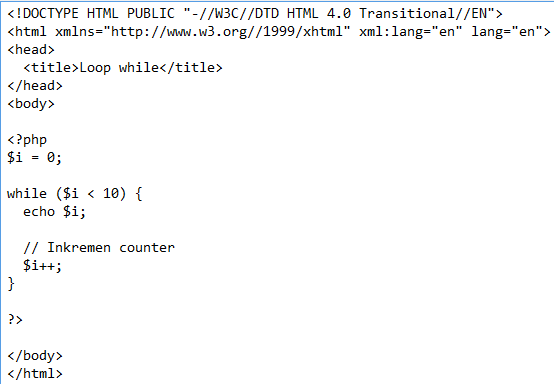 <!DOCTYPE HTML PUBLIC "-//W3C//DTD HTML 4.0 Transitional//EN">
<html xmlns="http://www.w3.org//1999/xhtml" xml:lang="en" lang="en">
<head>
  <title>Loop while</title>
</head>
<body>

<?php
$i = 0;

while ($i < 10) {
  echo $i;

  // Inkremen counter
  $i++;
}

?>

</body>
</html>